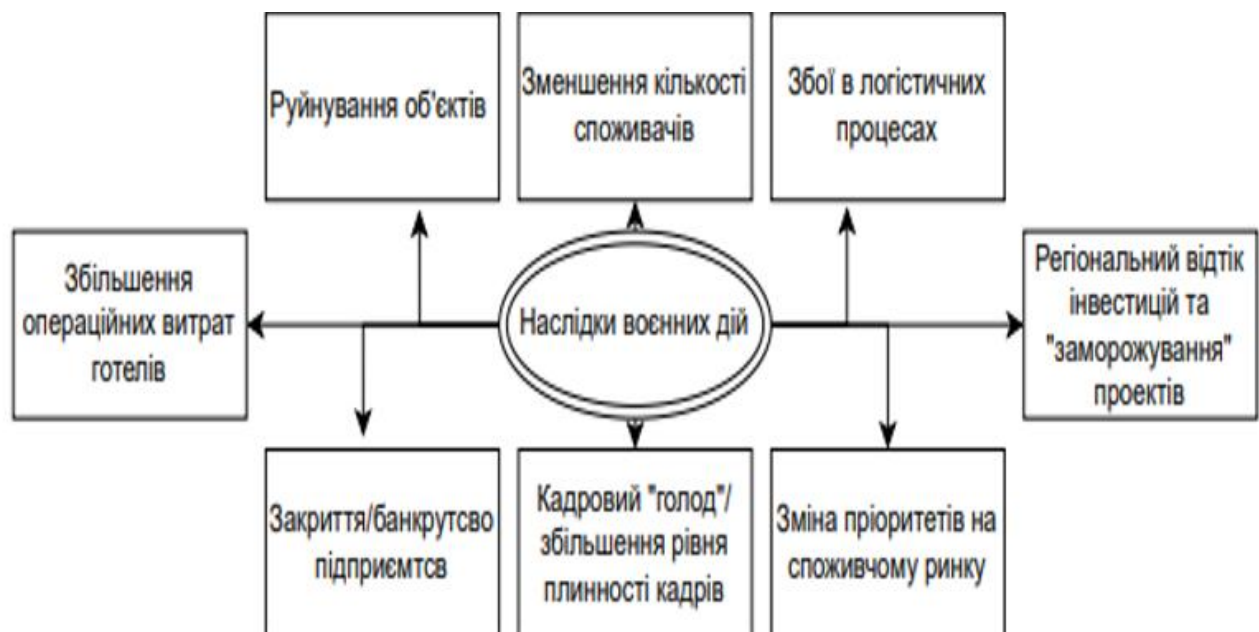 Руйнування об'єктів
Зменшення кількості
споживачів
Збої в логістичних
процесах
Збільшення
операційних витрат
готелів
Наслідки воєнних дій
Регіональний відтік
інвестицій та
"заморожування"
проектів
Закриття/банкрутсво
підприємтсв
Кадровий "голод"/
збільшення рівня
плинності кадрів
Зміна пріоритетів на
споживчому ринку